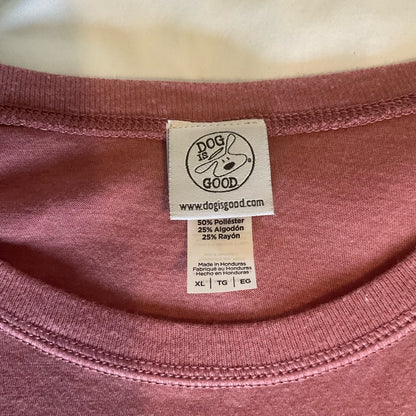 DOG
IS
GOOD.
www.dogisgood.com
50% Poliéster
25% Algodón
25% Rayón
Made in Honduras
Fabriqué au Honduras
Hecho en Honduras
XL | TG | EG